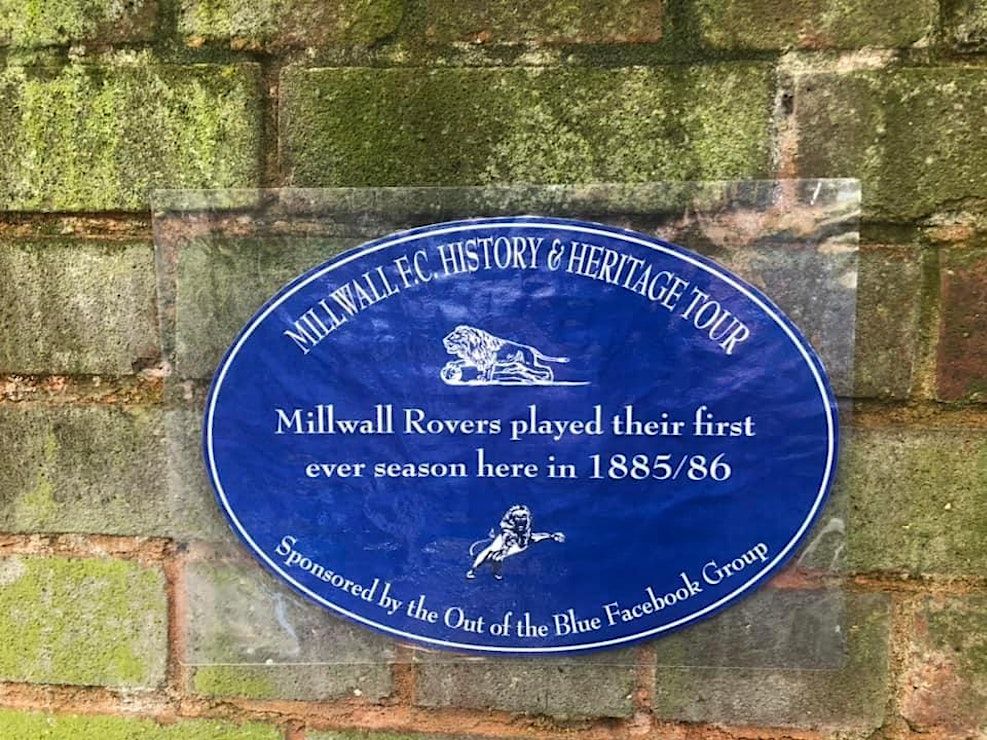 MILLWALL F.C. HISTORY & HERITAGE TOUR
Millwall Rovers played their first
ever season here in 1885/86
Sponsored by the Out of the Blue Facebook Group